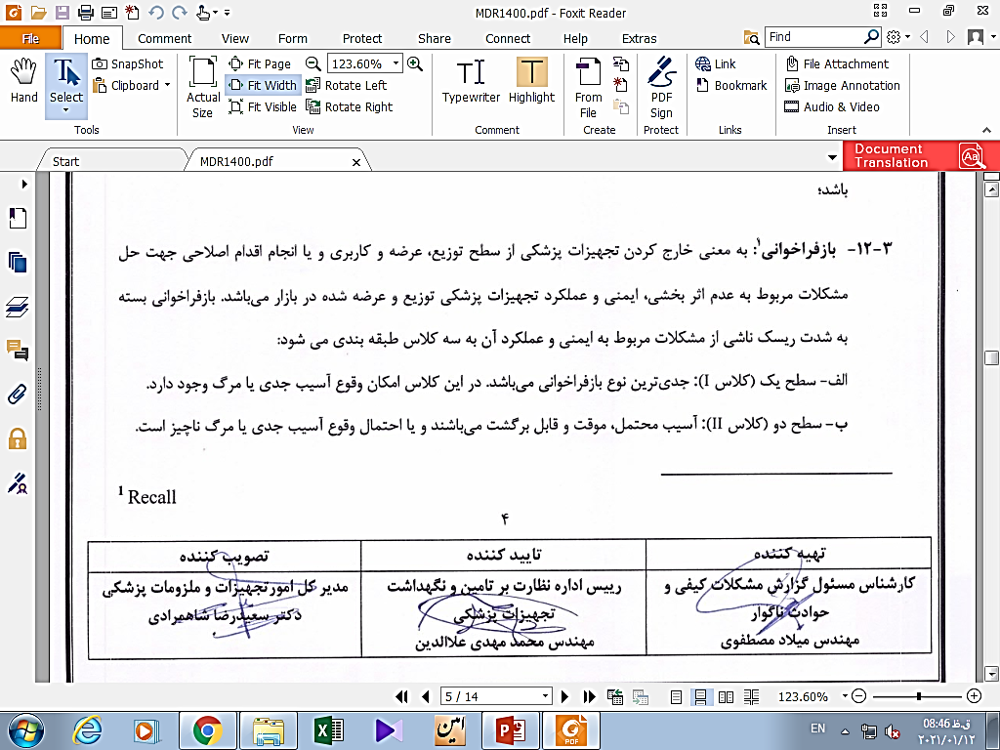 MDR1400.pdf - Foxit Reader
File Home Comment View Form Protect Share Connect Help Extras Find
Hand
Select
SnapShot
Clipboard
Tools
Actual Size
Fit Page
Fit Width
Fit Visible
123.60%
Rotate Left
Rotate Right
View
Typewriter
Highlight
Comment
From File
Create
PDF Sign
Protect
Link
Bookmark
Links
File Attachment
Image Annotation
Audio & Video
Insert
Start
MDR1400.pdf
Document Translation
باشد؛
۳-۱۲- بازفراخوانی¹: به معنی خارج کردن تجهیزات پزشکی از سطح توزیع، عرضه و کاربری و یا انجام اقدام اصلاحی جهت حل
مشکلات مربوط به عدم اثر بخشی، ایمنی و عملکرد تجهیزات پزشکی توزیع و عرضه شده در بازار می‌باشد. بازفراخوانی بسته
به شدت ریسک ناشی از مشکلات مربوط به ایمنی و عملکرد آن به سه کلاس طبقه بندی می شود:
الف- سطح یک (کلاس I): جدی‌ترین نوع بازفراخوانی می‌باشد. در این کلاس امکان وقوع آسیب جدی یا مرگ وجود دارد.
ب- سطح دو (کلاس II): آسیب محتمل، موقت و قابل برگشت می‌باشند و یا احتمال وقوع آسیب جدی یا مرگ ناچیز است.
¹ Recall
۴
تهیه کننده
تایید کننده
تصویب کننده
کارشناس مسئول گزارش مشکلات کیفی و
حوادث ناگوار
مهندس میلاد مصطفوی
رییس اداره نظارت بر تامین و نگهداشت
تجهیزات پزشکی
مهندس محمد مهدی علاالدین
مدیر کل امور تجهیزات و ملزومات پزشکی
دکتر سعیدرضا شاهمرادی
5 / 14
123.60%
امین
EN
08:46 ق.ظ
۲۰۲۱/۰۱/۱۲